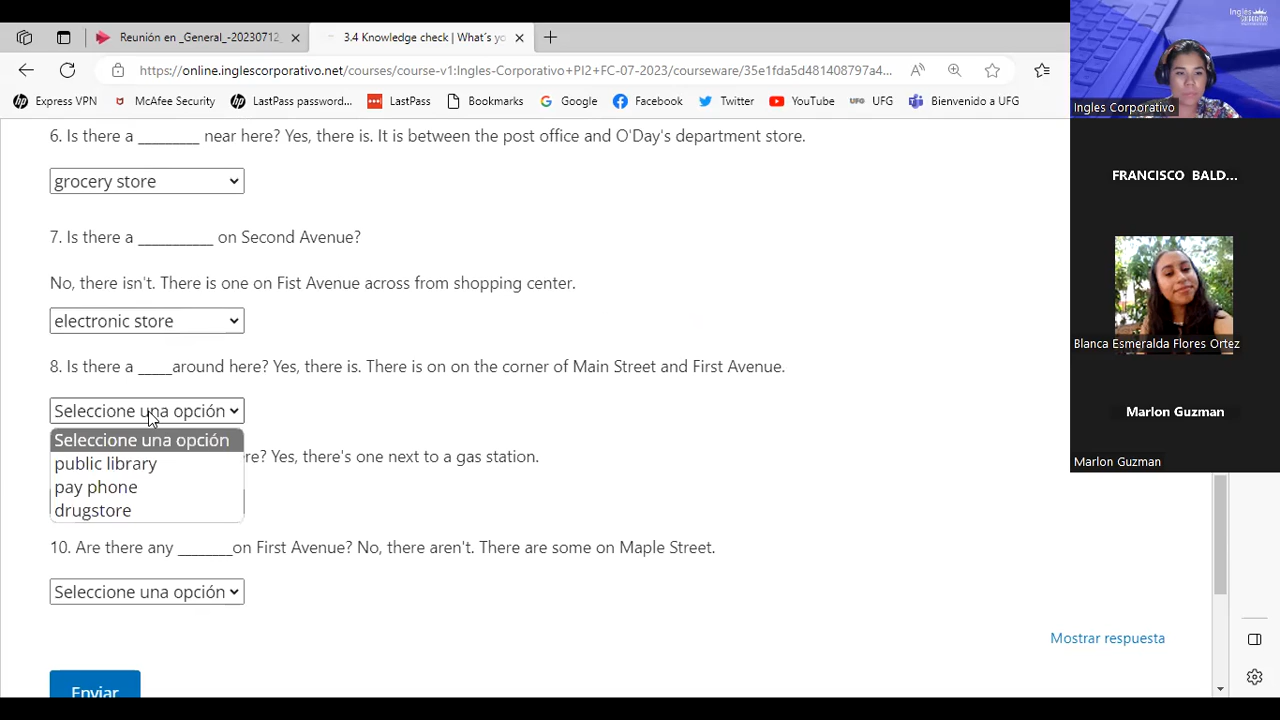 Reunión en _General_-20230712_
3.4 Knowledge check | What´s yo
https://online.inglescorporativo.net/courses/course-v1:Ingles-Corporativo+PI2+FC-07-2023/courseware/35e1fda5d481408797a4...
Express VPN
McAfee Security
LastPass password...
LastPass
Bookmarks
Google
Facebook
Twitter
YouTube
UFG
UFG
Bienvenido a UFG
6. Is there a _________ near here? Yes, there is. It is between the post office and O'Day's department store.
grocery store
7. Is there a ___________ on Second Avenue?
No, there isn't. There is one on Fist Avenue across from shopping center.
electronic store
8. Is there a _____around here? Yes, there is. There is on on the corner of Main Street and First Avenue.
Seleccione una opción
Seleccione una opción
public library
pay phone
drugstore
re? Yes, there's one next to a gas station.
10. Are there any ________on First Avenue? No, there aren't. There are some on Maple Street.
Seleccione una opción
Mostrar respuesta
Enviar
Inglés
Ingles Corporativo
FRANCISCO BALD...
Blanca Esmeralda Flores Ortez
Marlon Guzman
Marlon Guzman